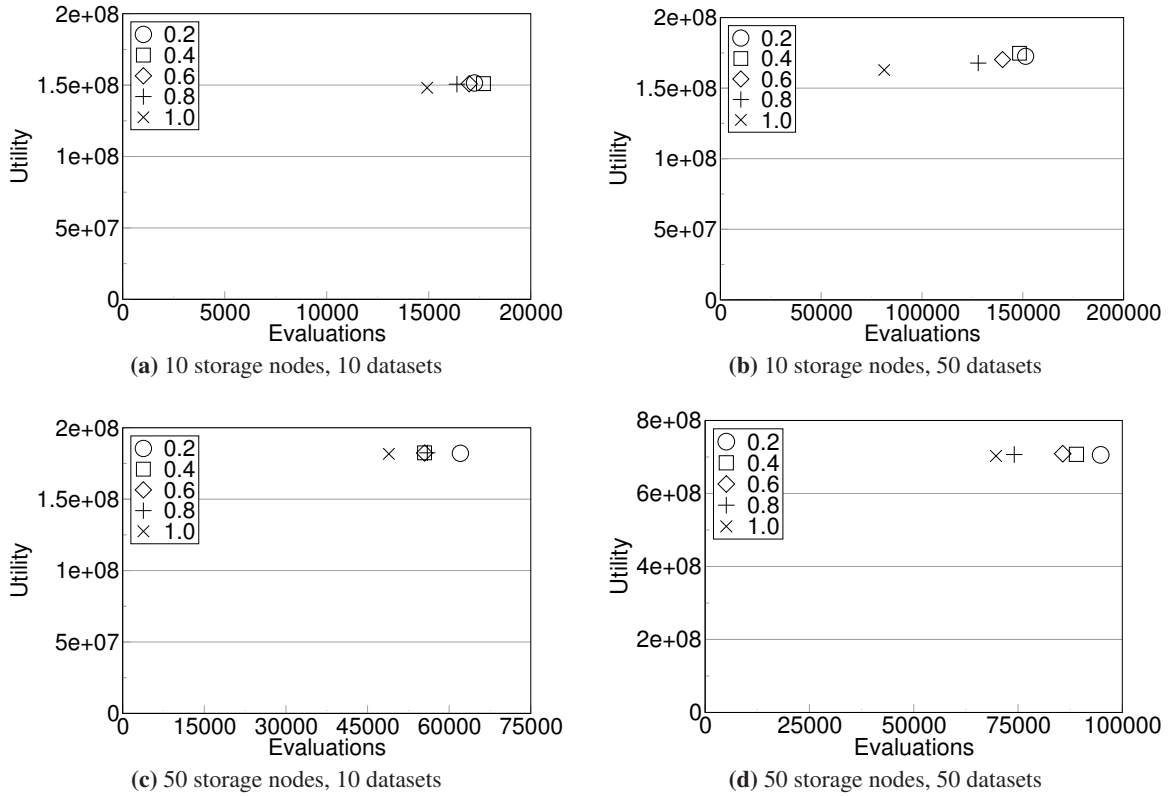 2e+08
1.5e+08
1e+08
5e+07
0
Utility
0.2
0.4
0.6
0.8
1.0
0 5000 10000 15000 20000
Evaluations
(a) 10 storage nodes, 10 datasets
2e+08
1.5e+08
1e+08
5e+07
0
Utility
0.2
0.4
0.6
0.8
1.0
0 50000 100000 150000 200000
Evaluations
(b) 10 storage nodes, 50 datasets
2e+08
1.5e+08
1e+08
5e+07
0
Utility
0.2
0.4
0.6
0.8
1.0
0 15000 30000 45000 60000 75000
Evaluations
(c) 50 storage nodes, 10 datasets
8e+08
6e+08
4e+08
2e+08
0
Utility
0.2
0.4
0.6
0.8
1.0
0 25000 50000 75000 100000
Evaluations
(d) 50 storage nodes, 50 datasets